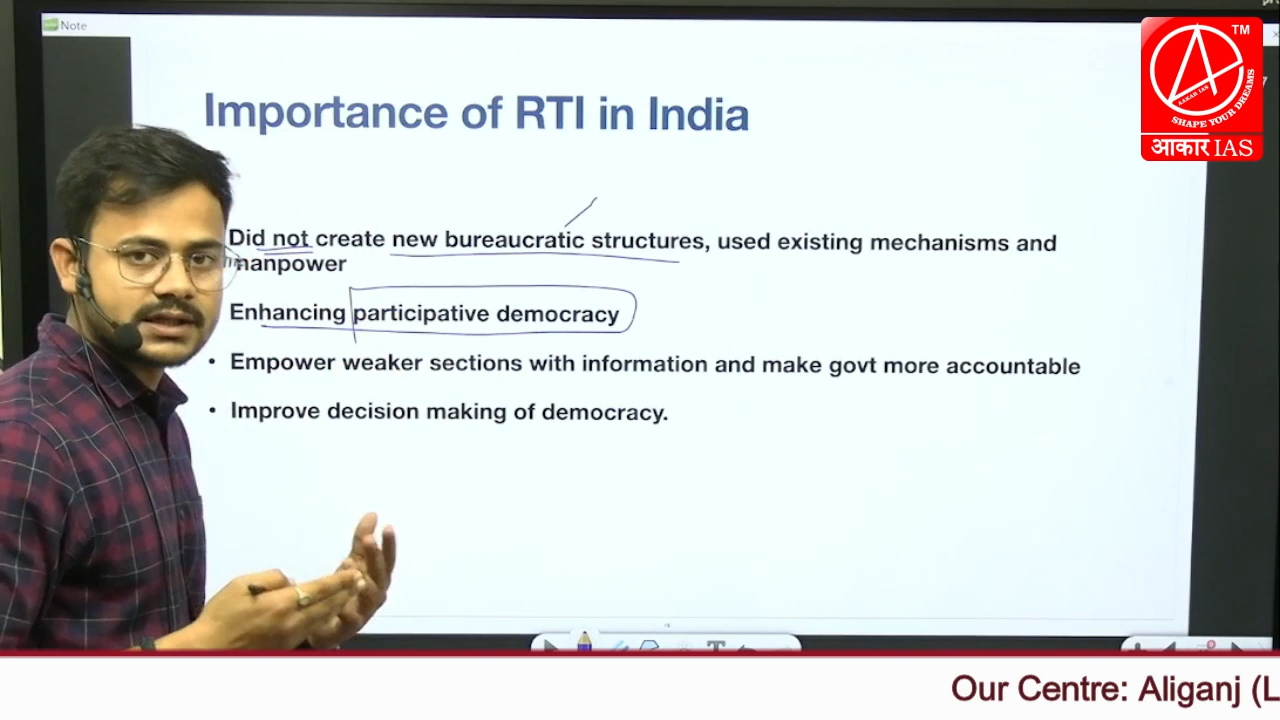 Note
TM
AAKAR IAS
SHAPE YOUR DREAMS
आकार IAS
Importance of RTI in India
Did not create new bureaucratic structures, used existing mechanisms and
manpower
Enhancing participative democracy
• Empower weaker sections with information and make govt more accountable
• Improve decision making of democracy.
Our Centre: Aliganj (L